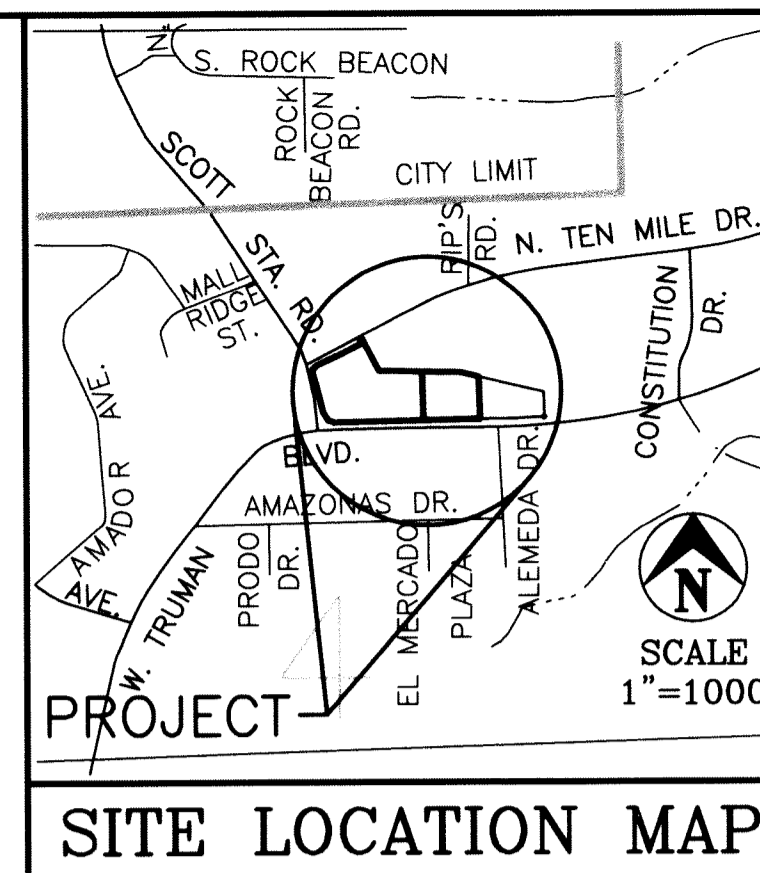 N.
S. ROCK BEACON
ROCK
BEACON
RD.
SCOTT
STA. RD.
CITY LIMIT
RIP'S
RD.
N. TEN MILE DR.
MALL
RIDGE
ST.
CONSTITUTION
DR.
AMADOR AVE.
BLVD.
AMAZONAS DR.
PRODO
DR.
EL MERCADO
PLAZA
ALEMEDA DR.
AVE.
W. TRUMAN
N
SCALE
1"=1000
PROJECT
SITE LOCATION MAP